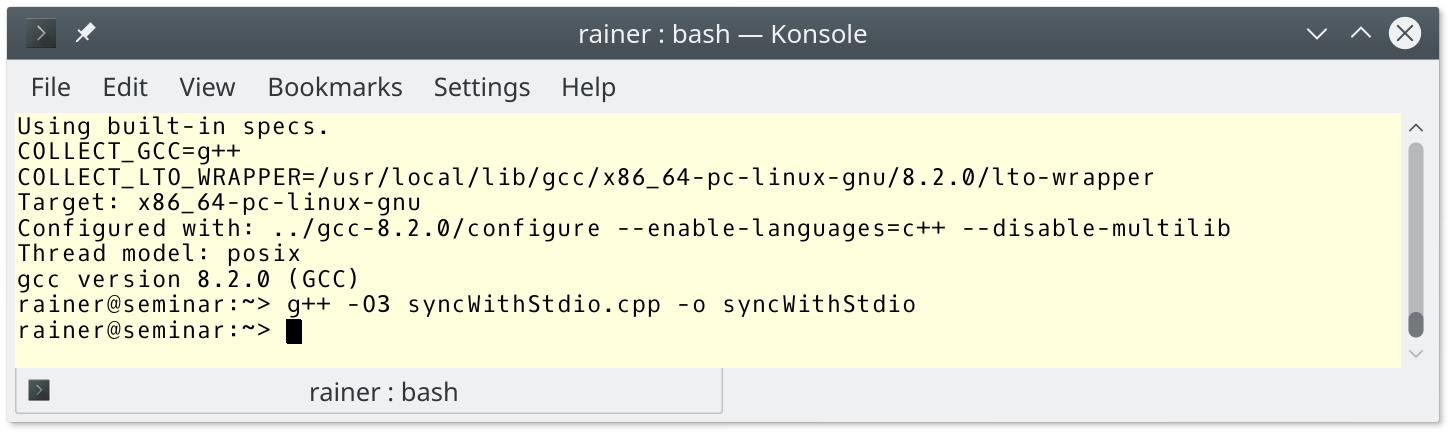 rainer : bash — Konsole
File Edit View Bookmarks Settings Help
Using built-in specs.
COLLECT_GCC=g++
COLLECT_LTO_WRAPPER=/usr/local/lib/gcc/x86_64-pc-linux-gnu/8.2.0/lto-wrapper
Target: x86_64-pc-linux-gnu
Configured with: ../gcc-8.2.0/configure --enable-languages=c++ --disable-multilib
Thread model: posix
gcc version 8.2.0 (GCC)
rainer@seminar:~> g++ -O3 syncWithStdio.cpp -o syncWithStdio
rainer@seminar:~>
rainer : bash